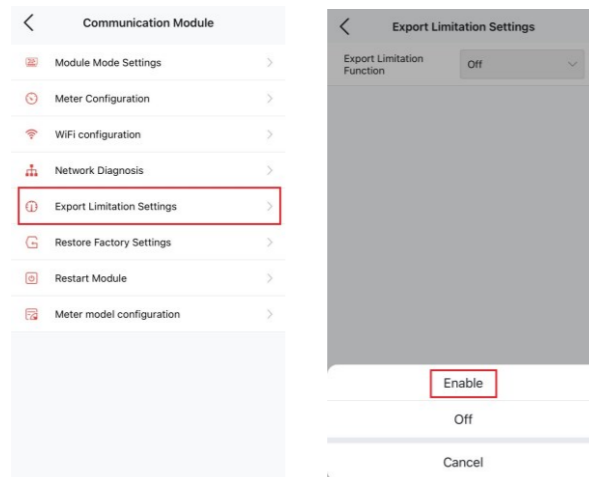 Communication Module
Module Mode Settings
Meter Configuration
WiFi configuration
Network Diagnosis
Export Limitation Settings
Restore Factory Settings
Restart Module
Meter model configuration
Export Limitation Settings
Export Limitation
Function
Off
Enable
Off
Cancel